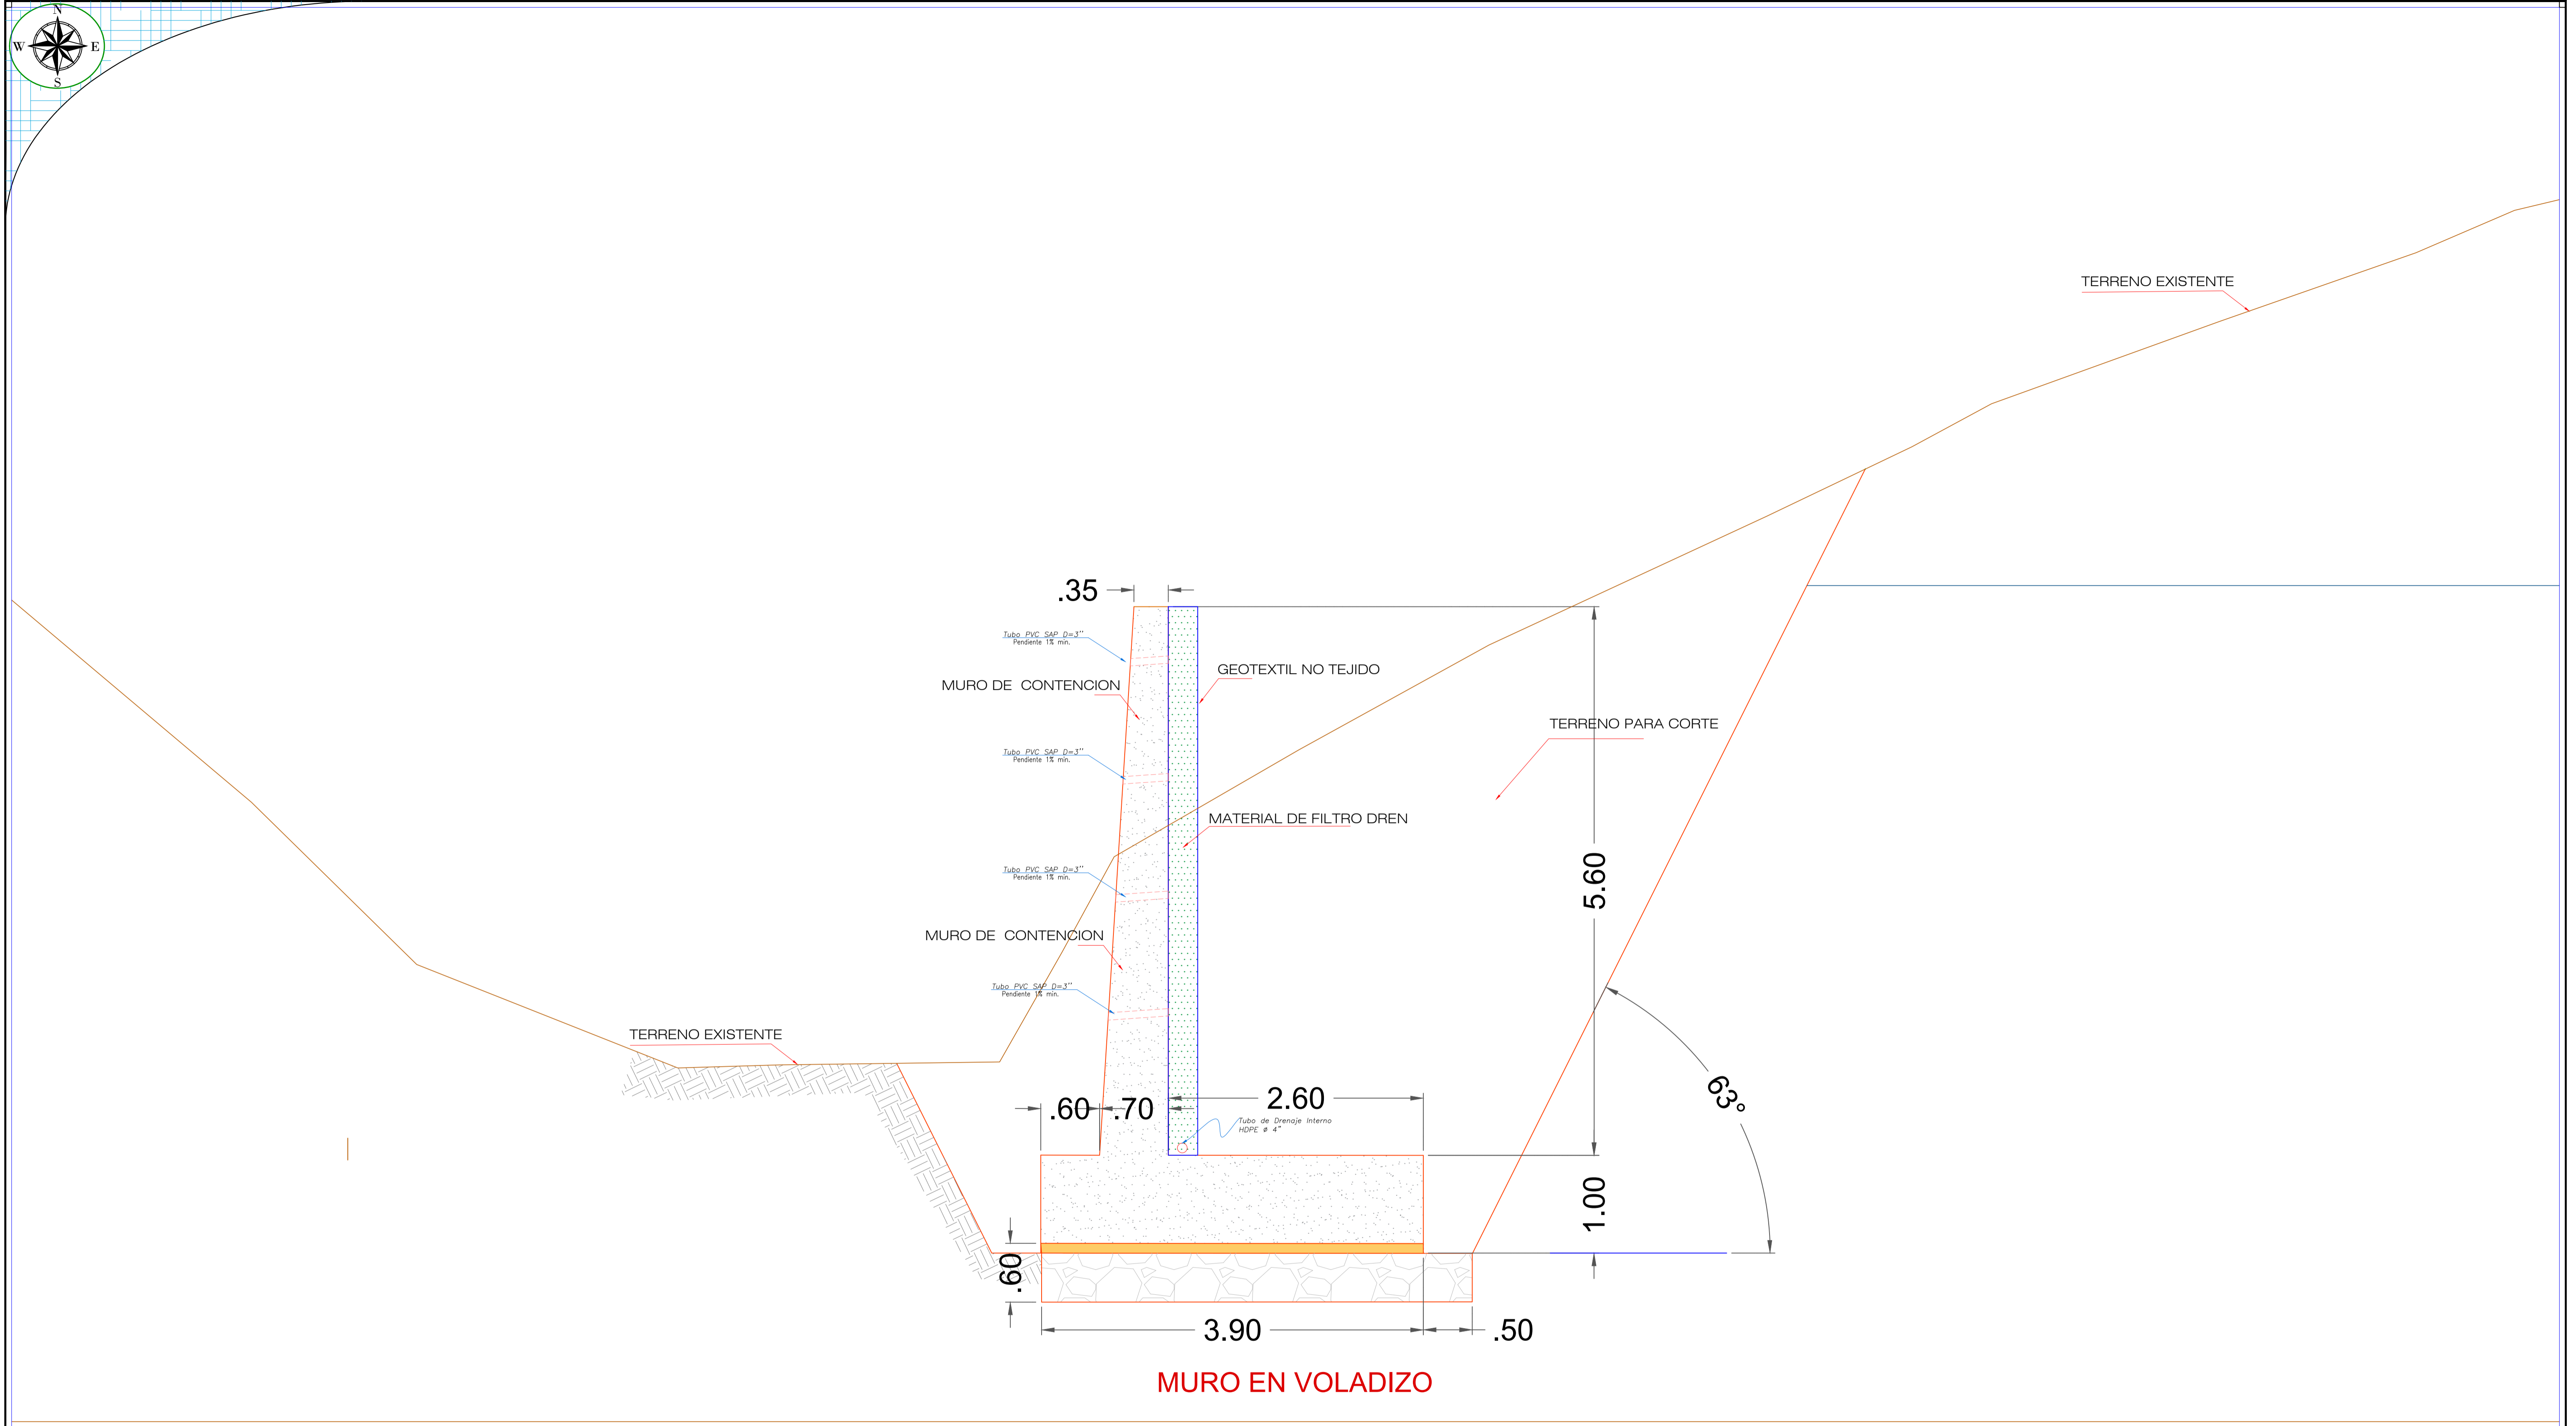 N
W E
S
TERRENO EXISTENTE
.35
Tubo PVC SAP D=3"
Pendiente 1% min.
GEOTEXTIL NO TEJIDO
MURO DE CONTENCION
TERRENO PARA CORTE
Tubo PVC SAP D=3"
Pendiente 1% min.
MATERIAL DE FILTRO DREN
Tubo PVC SAP D=3"
Pendiente 1% min.
5.60
MURO DE CONTENCION
Tubo PVC SAP D=3"
Pendiente 1% min.
TERRENO EXISTENTE
63°
.60 .70 2.60
Tubo de Drenaje Interno
HDPE ø 4"
1.00
.60
3.90 .50
MURO EN VOLADIZO